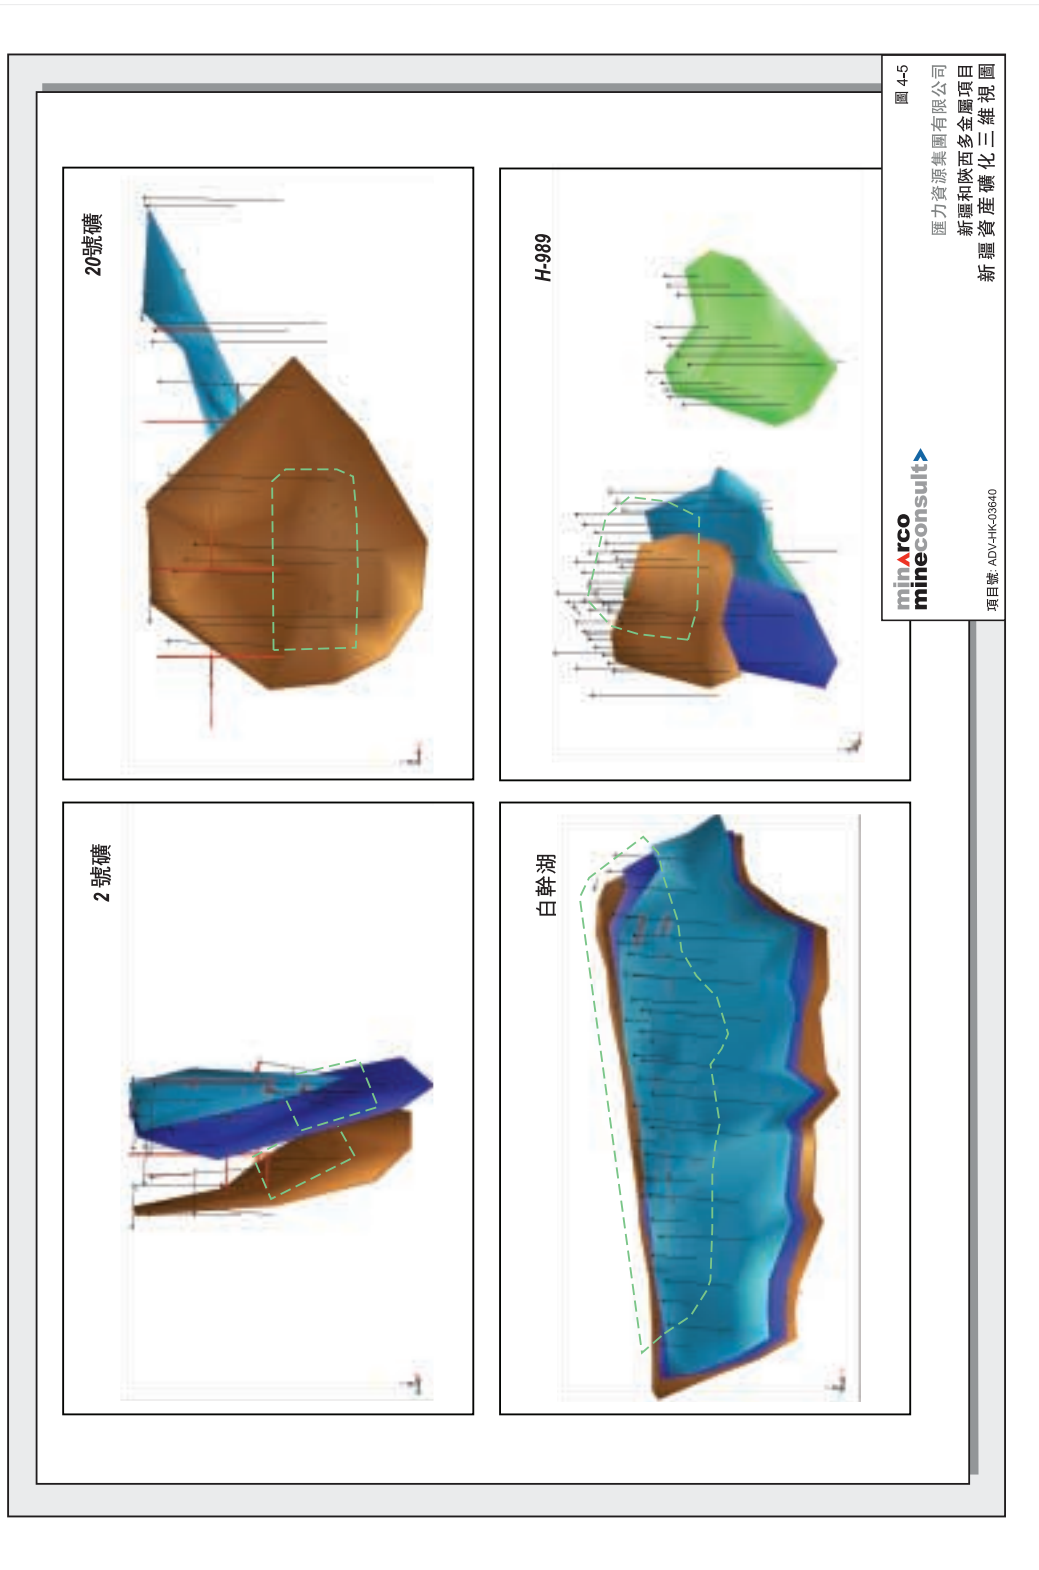 2 號礦
20號礦
白幹湖
H-989
minarco
mineconsult
項目號: ADV-HK-03640
圖 4-5
匯力資源集團有限公司
新疆和陝西多金屬項目
新疆資產礦化三維視圖